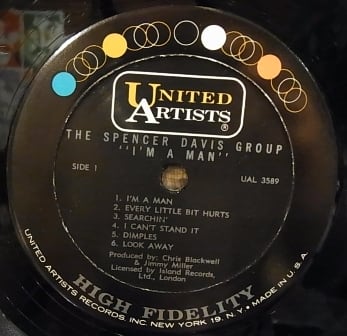 UNITED
ARTISTS
®
THE SPENCER DAVIS GROUP
"I'M A MAN"
SIDE 1
UAL 3589
1. I'M A MAN
2. EVERY LITTLE BIT HURTS
3. SEARCHIN'
4. I CAN'T STAND IT
5. DIMPLES
6. LOOK AWAY
Produced by: Chris Blackwell
& Jimmy Miller
Licensed by Island Records,
Ltd., London
HIGH FIDELITY
UNITED ARTISTS RECORDS, INC. NEW YORK 19, N.Y. • MADE IN U.S.A.